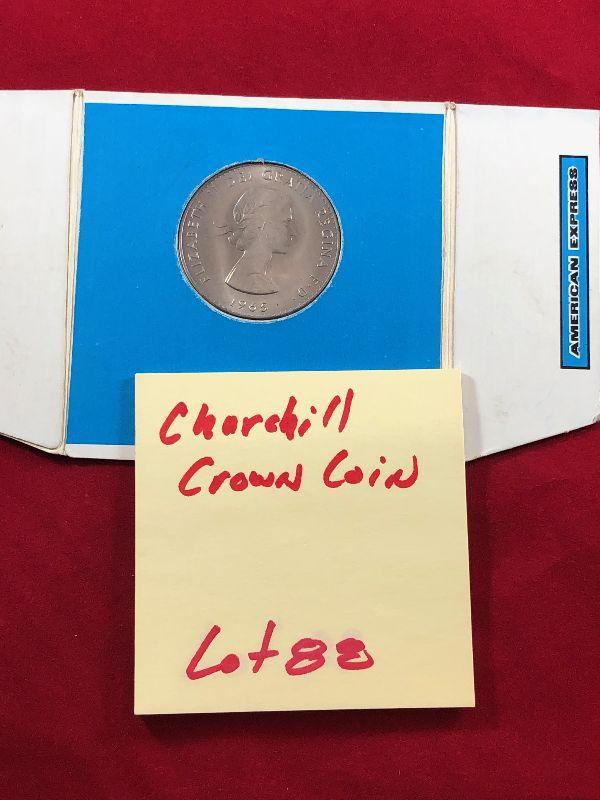 ELIZABETH II DEI GRATIA REGINA F.D.
1965
AMERICAN EXPRESS
Churchill
Crown Coin
Lot 88